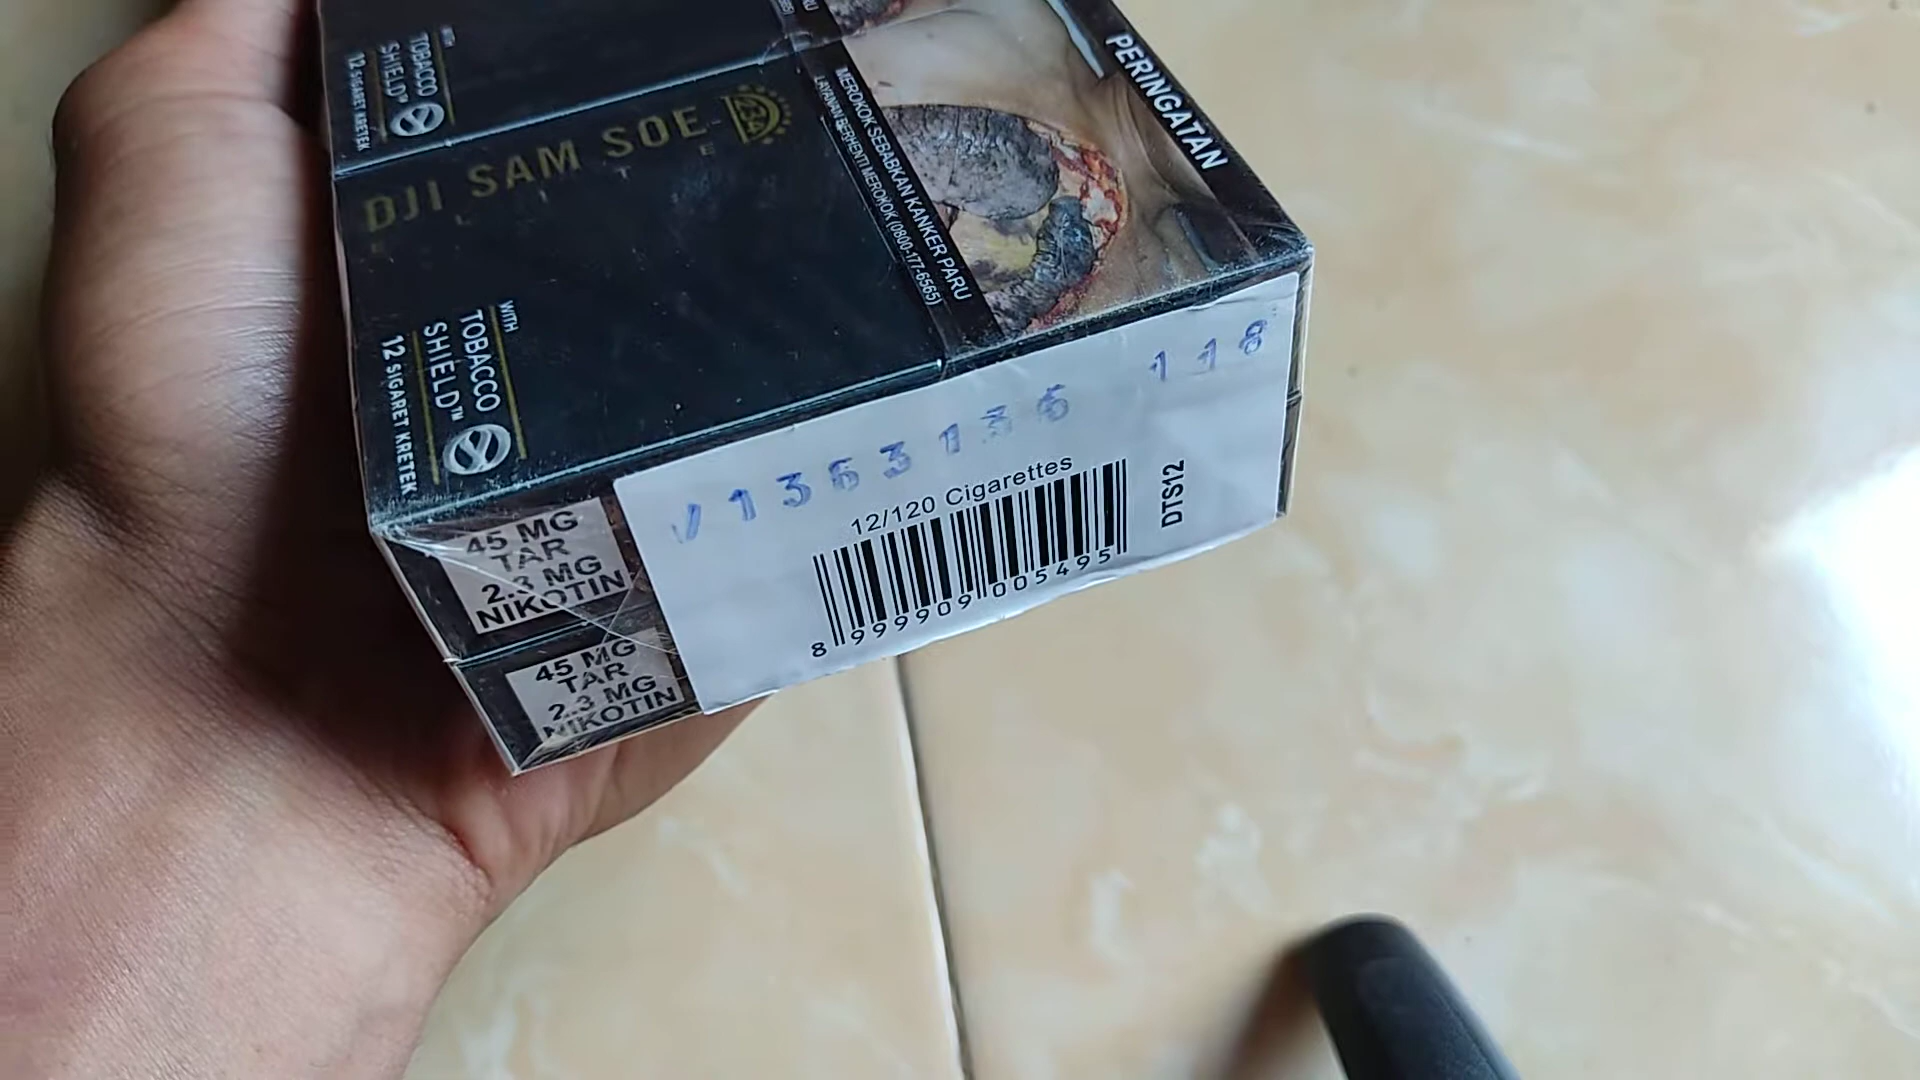 WITH
TOBACCO
SHIELD™
12 SIGARET KRETEK
DJI SAM SOE
234
E L I T E
WITH
TOBACCO
SHIELD™
12 SIGARET KRETEK
PERINGATAN
MEROKOK SEBABKAN KANKER PARU
LAYANAN BERHENTI MEROKOK (0800-177-6565)
45 MG
TAR
2.3 MG
NIKOTIN
45 MG
TAR
2.3 MG
NIKOTIN
12/120 Cigarettes
8 999909 005495
DTS12